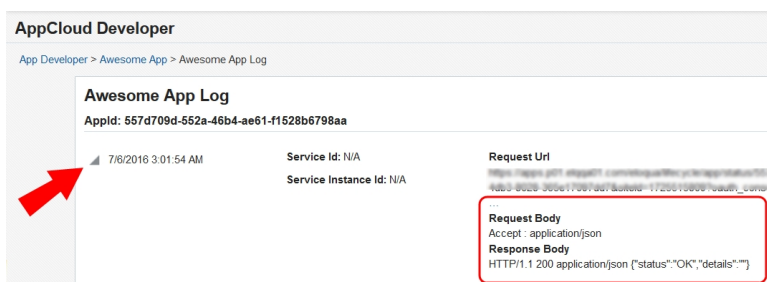 AppCloud Developer
App Developer > Awesome App > Awesome App Log
Awesome App Log
AppId: 557d709d-552a-46b4-ae61-f1528b6798aa
7/6/2016 3:01:54 AM
Service Id: N/A
Service Instance Id: N/A
Request Url
...
Request Body
Accept : application/json
Response Body
HTTP/1.1 200 application/json {"status":"OK","details":""}